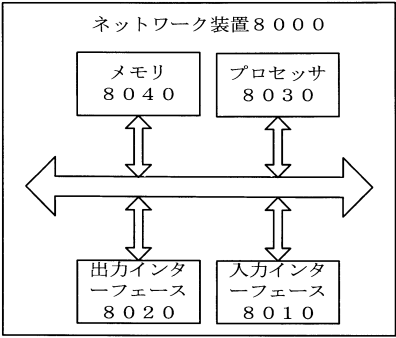 ネットワーク装置８０００
メモリ
８０４０
プロセッサ
８０３０
出力インタ
ーフェース
８０２０
入力インタ
ーフェース
８０１０